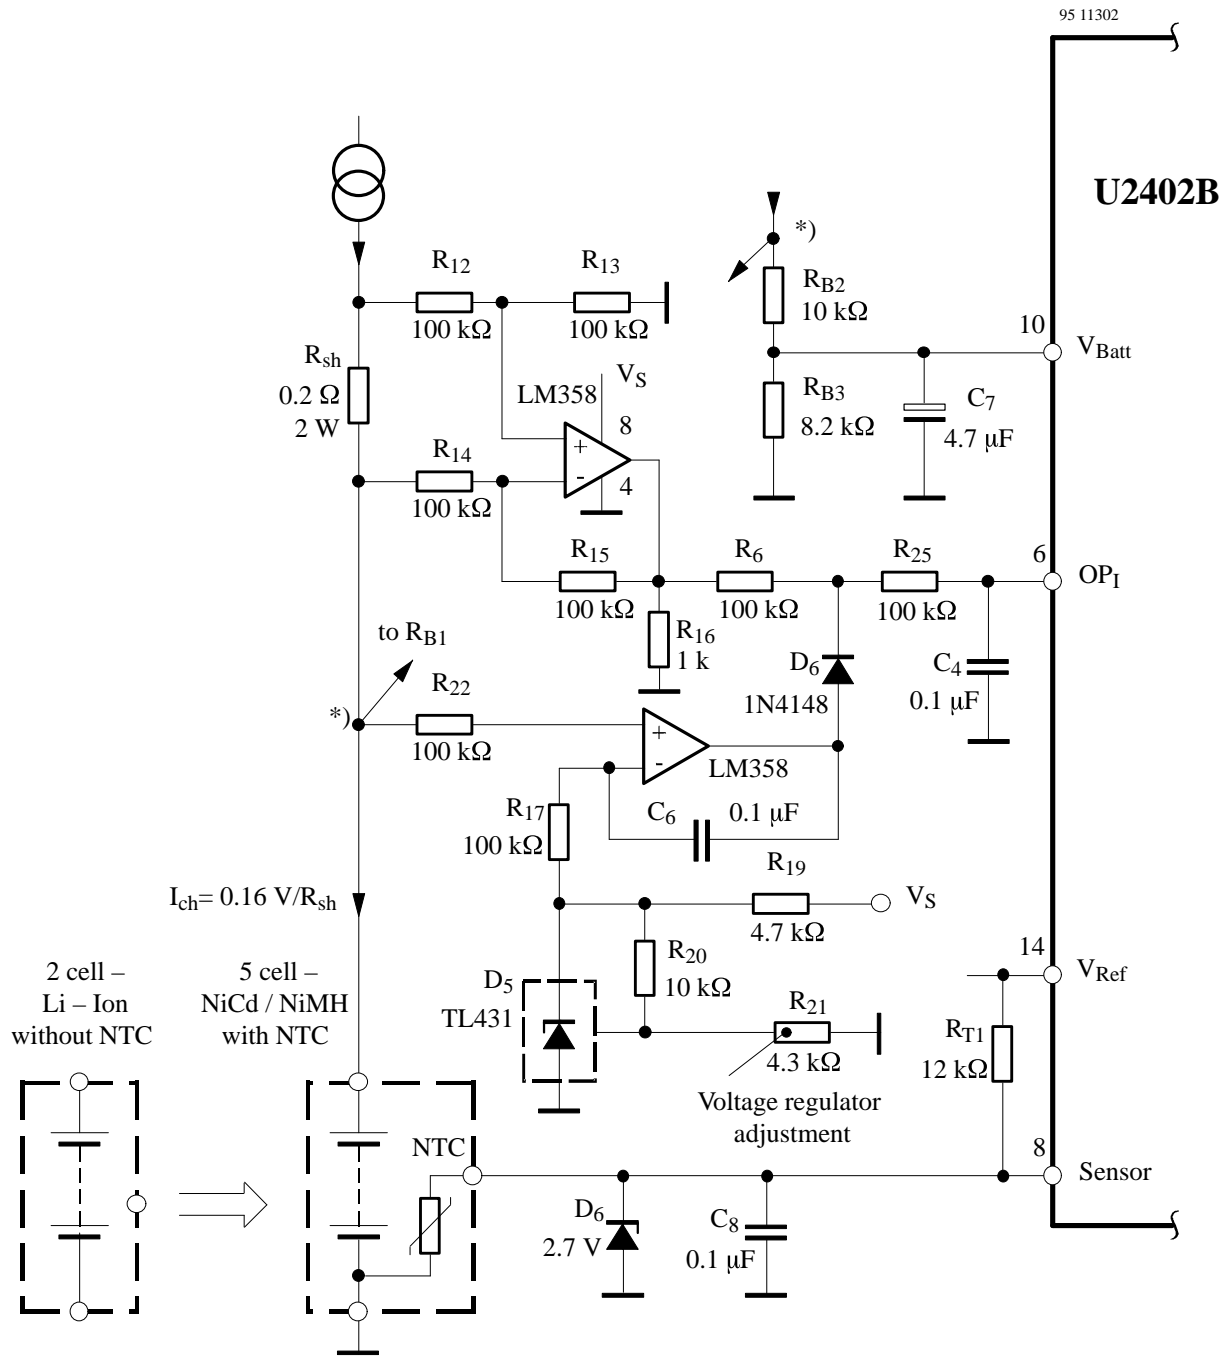 95 11302
U2402B
*)
R12
R13
RB2
10 kΩ
100 kΩ
100 kΩ
10
VBatt
Rsh
0.2 Ω
2 W
VS
LM358
8
+
-
4
RB3
8.2 kΩ
C7
4.7 μF
R14
100 kΩ
R15
R6
R25
6
OPI
100 kΩ
100 kΩ
100 kΩ
to RB1
R16
1 k
D6
1N4148
C4
0.1 μF
R22
*)
100 kΩ
+
-
LM358
R17
100 kΩ
C6
0.1 μF
R19
Ich= 0.16 V/Rsh
VS
4.7 kΩ
R20
10 kΩ
14
VRef
2 cell –
Li – Ion
without NTC
5 cell –
NiCd / NiMH
with NTC
D5
TL431
R21
4.3 kΩ
RT1
12 kΩ
Voltage regulator
adjustment
NTC
8
Sensor
D6
2.7 V
C8
0.1 μF